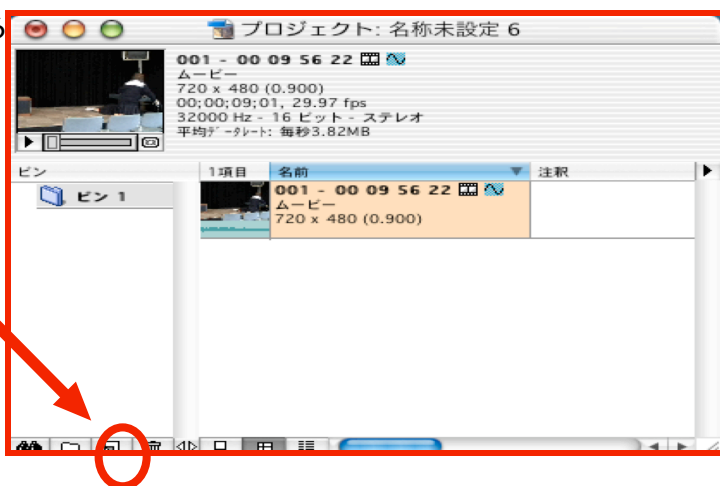 プロジェクト: 名称未設定 6
001 - 00 09 56 22
ムービー
720 x 480 (0.900)
00;00;09;01, 29.97 fps
32000 Hz - 16 ビット - ステレオ
平均ﾃﾞｰﾀﾚｰﾄ: 毎秒3.82MB
ビン 1項目 名前 注釈
ビン 1
001 - 00 09 56 22
ムービー
720 x 480 (0.900)